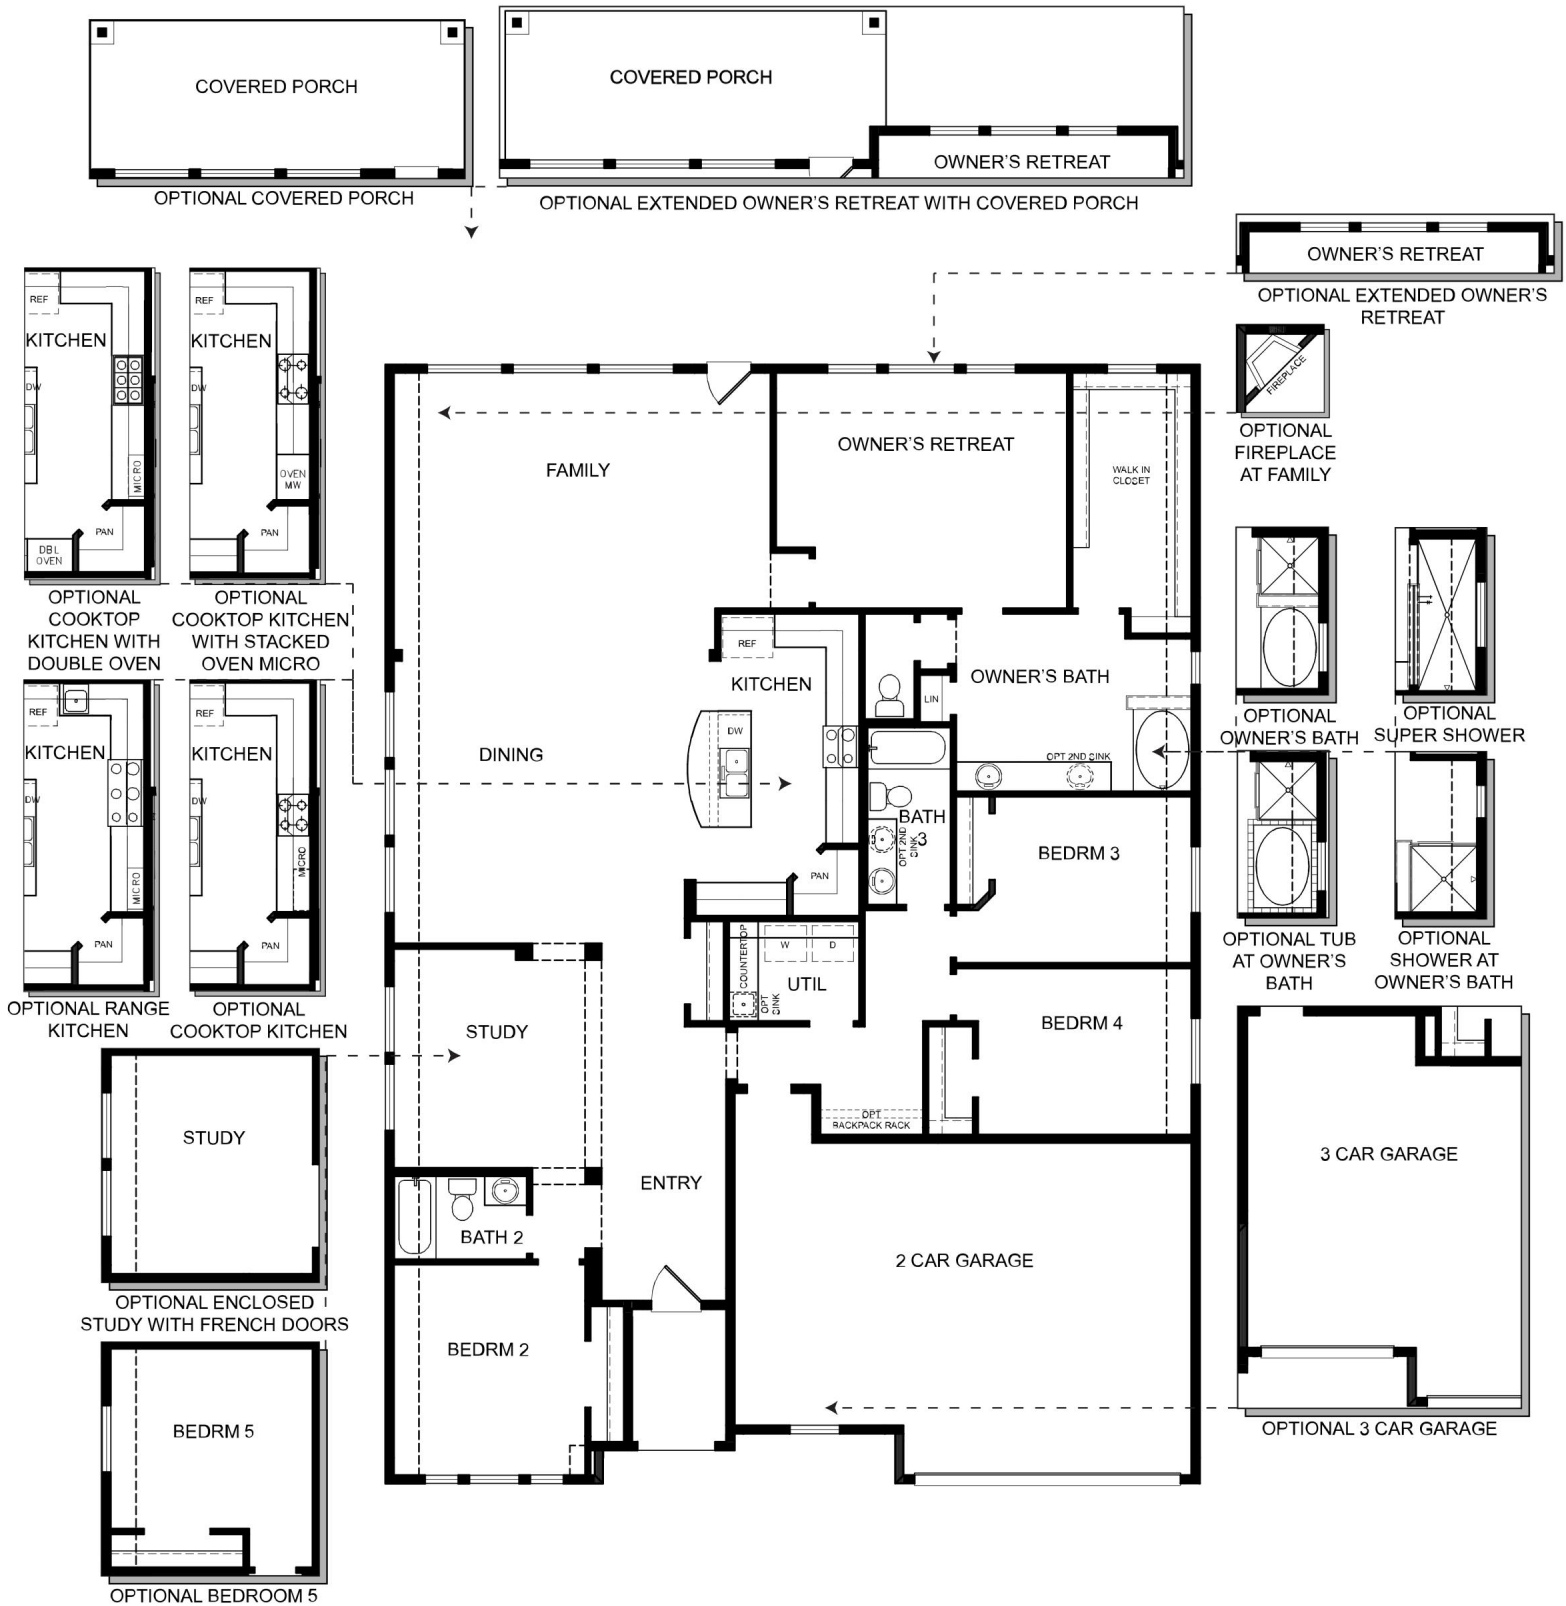 COVERED PORCH
OPTIONAL COVERED PORCH
COVERED PORCH
OWNER'S RETREAT
OPTIONAL EXTENDED OWNER'S RETREAT WITH COVERED PORCH
OWNER'S RETREAT
OPTIONAL EXTENDED OWNER'S
RETREAT
REF
KITCHEN
DW
MICRO
PAN
DBL
OVEN
OPTIONAL
COOKTOP
KITCHEN WITH
DOUBLE OVEN
REF
KITCHEN
DW
OVEN
MW
PAN
OPTIONAL
COOKTOP KITCHEN
WITH STACKED
OVEN MICRO
REF
KITCHEN
DW
MICRO
PAN
OPTIONAL RANGE
KITCHEN
REF
KITCHEN
DW
MICRO
PAN
OPTIONAL
COOKTOP KITCHEN
STUDY
OPTIONAL ENCLOSED
STUDY WITH FRENCH DOORS
BEDRM 5
OPTIONAL BEDROOM 5
FAMILY
OWNER'S RETREAT
WALK IN
CLOSET
REF
KITCHEN
DW
DINING
LIN
OWNER'S BATH
OPT 2ND SINK
BATH
3
OPT 2ND
SINK
BEDRM 3
PAN
COUNTERTOP
W
D
UTIL
OPT
SINK
STUDY
BEDRM 4
OPT
BACKPACK RACK
ENTRY
BATH 2
2 CAR GARAGE
BEDRM 2
FIREPLACE
OPTIONAL
FIREPLACE
AT FAMILY
OPTIONAL
OWNER'S BATH
OPTIONAL
SUPER SHOWER
OPTIONAL TUB
AT OWNER'S
BATH
OPTIONAL
SHOWER AT
OWNER'S BATH
3 CAR GARAGE
OPTIONAL 3 CAR GARAGE